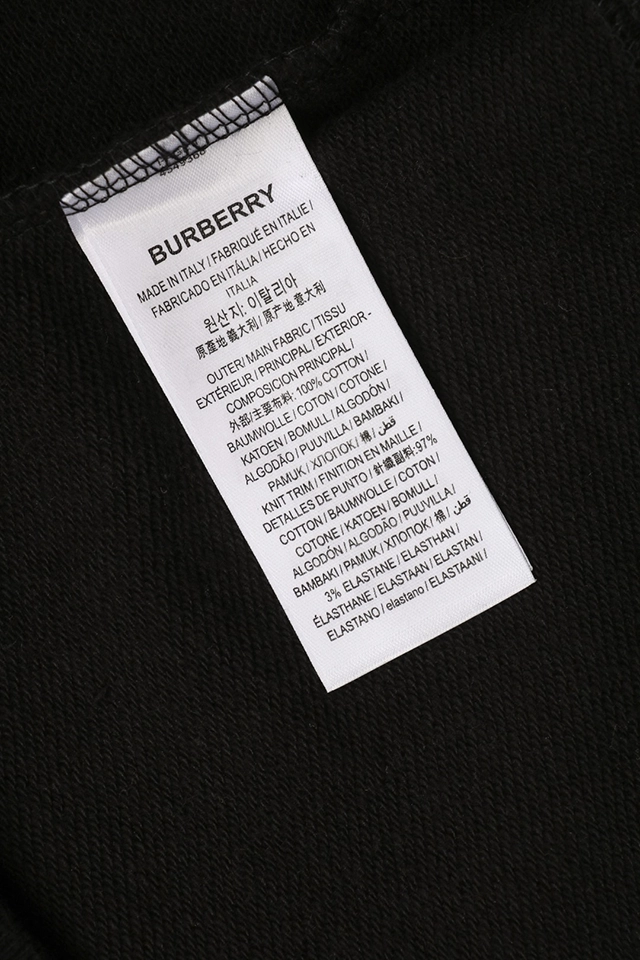 BURBERRY
MADE IN ITALY / FABRIQUÉ EN ITALIE /
FABRICADO EN ITÁLIA / HECHO EN
ITALIA
원산지: 이탈리아
原產地 義大利 / 原产地 意大利
OUTER / MAIN FABRIC / TISSU
EXTÉRIEUR / PRINCIPAL / EXTERIOR -
COMPOSICION PRINCIPAL /
外部/主要布料: 100% COTTON /
BAUMWOLLE / COTON / COTONE /
KATOEN / BOMULL / ALGODÓN /
ALGODÃO / PUUVILLA / BAMBAKI /
PAMUK / ХЛОПОК / 棉 / قطن
KNIT TRIM / FINITION EN MAILLE /
DETALLES DE PUNTO / 針織副料: 97%
COTTON / BAUMWOLLE / COTON /
COTONE / KATOEN / BOMULL /
ALGODÓN / ALGODÃO / PUUVILLA /
BAMBAKI / PAMUK / ХЛОПОК / 棉 / قطن
3% ELASTANE / ELASTHAN /
ÉLASTHANE / ELASTAAN / ELASTAN /
ELASTANO / elastano / ELASTAANI /